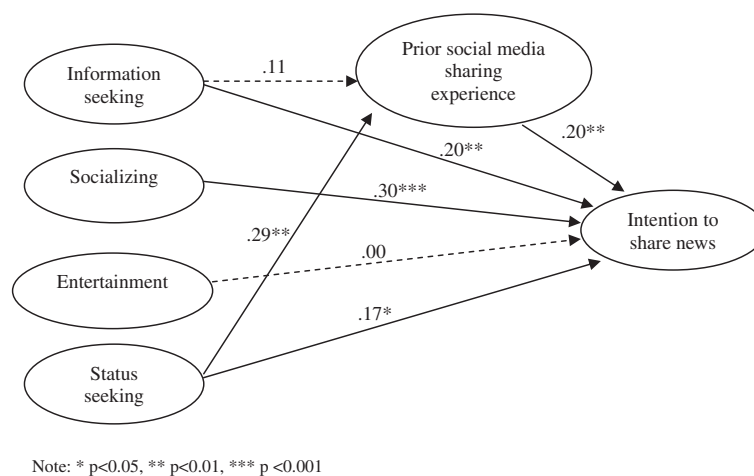 Information
seeking
.11
Prior social media
sharing
experience
.20**
.20**
Socializing
.30***
Intention to
share news
.29**
Entertainment
.00
.17*
Status
seeking
Note: * p<0.05, ** p<0.01, *** p <0.001